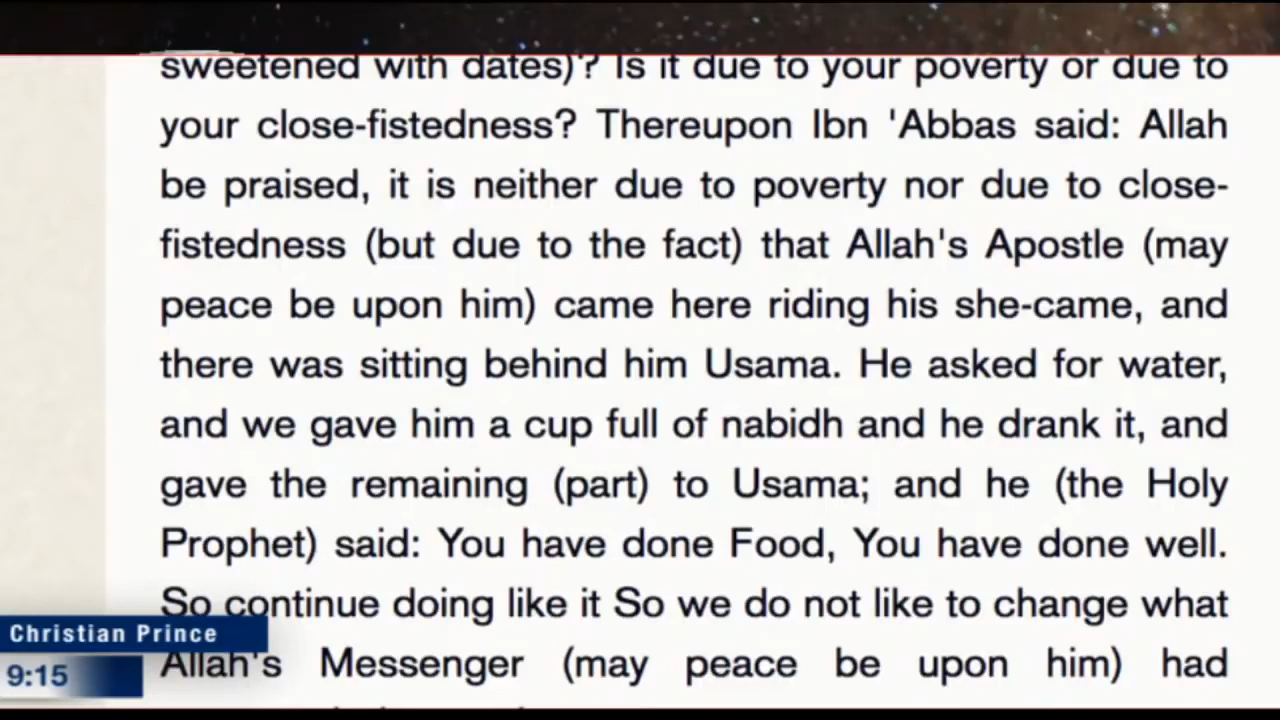 sweetened with dates)? Is it due to your poverty or due to
your close-fistedness? Thereupon Ibn 'Abbas said: Allah
be praised, it is neither due to poverty nor due to close-
fistedness (but due to the fact) that Allah's Apostle (may
peace be upon him) came here riding his she-came, and
there was sitting behind him Usama. He asked for water,
and we gave him a cup full of nabidh and he drank it, and
gave the remaining (part) to Usama; and he (the Holy
Prophet) said: You have done Food, You have done well.
So continue doing like it So we do not like to change what
Allah's Messenger (may peace be upon him) had
Christian Prince
9:15